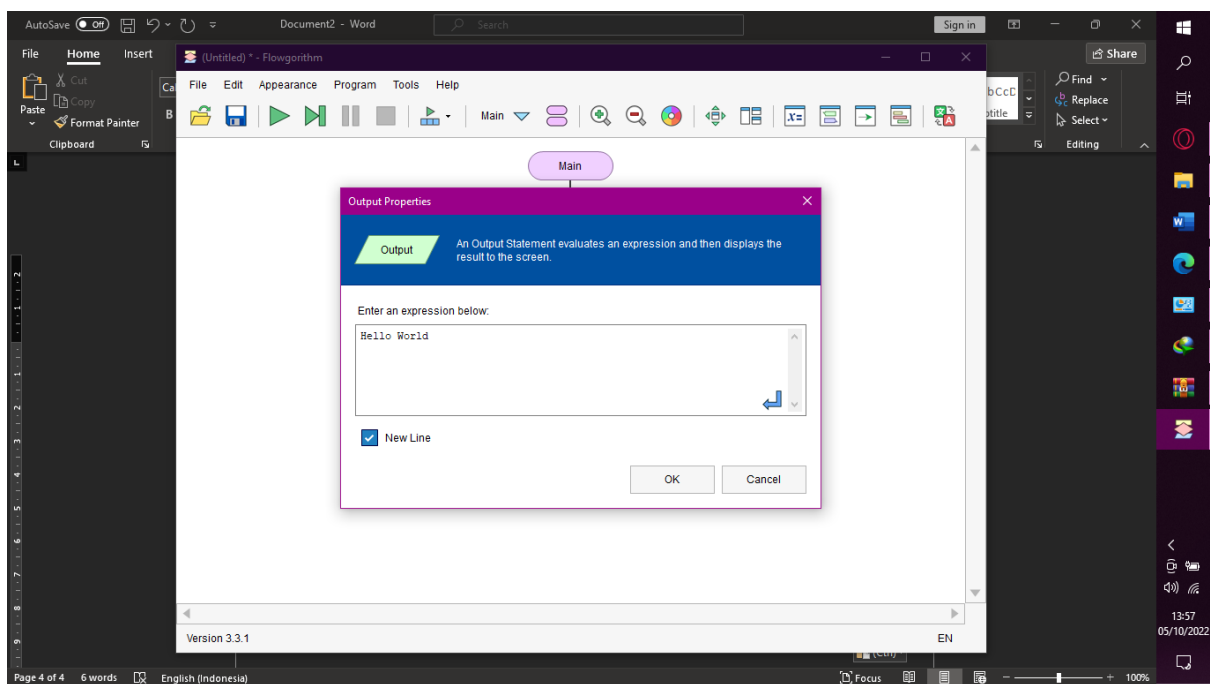 AutoSave Off Document2 - Word Search Sign in
File Home Insert Share
Paste Cut Copy Format Painter
Clipboard
Ca
B
(Untitled) * - Flowgorithm
File Edit Appearance Program Tools Help
Main
bCcD
btitle
Find
Replace
Select
Editing
Main
Output Properties
Output
An Output Statement evaluates an expression and then displays the
result to the screen.
Enter an expression below:
Hello World
New Line
OK Cancel
Version 3.3.1 EN
Page 4 of 4 6 words English (Indonesia) Focus 100%
13:57
05/10/2022